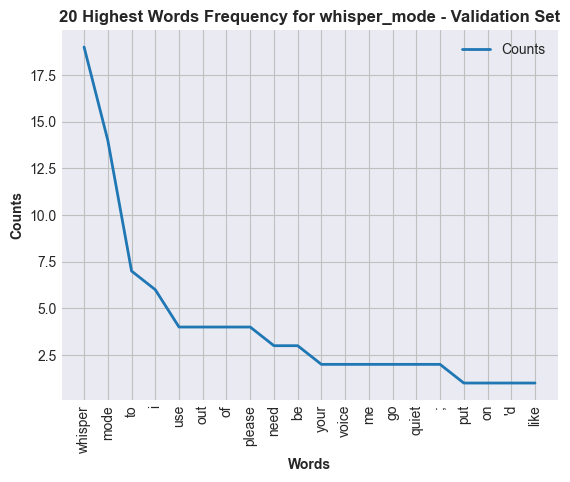 20 Highest Words Frequency for whisper_mode - Validation Set
Counts
17.5
15.0
12.5
10.0
7.5
5.0
2.5
Counts
whisper
mode
to
i
use
out
of
please
need
be
your
voice
me
go
quiet
;
put
on
'd
like
Words